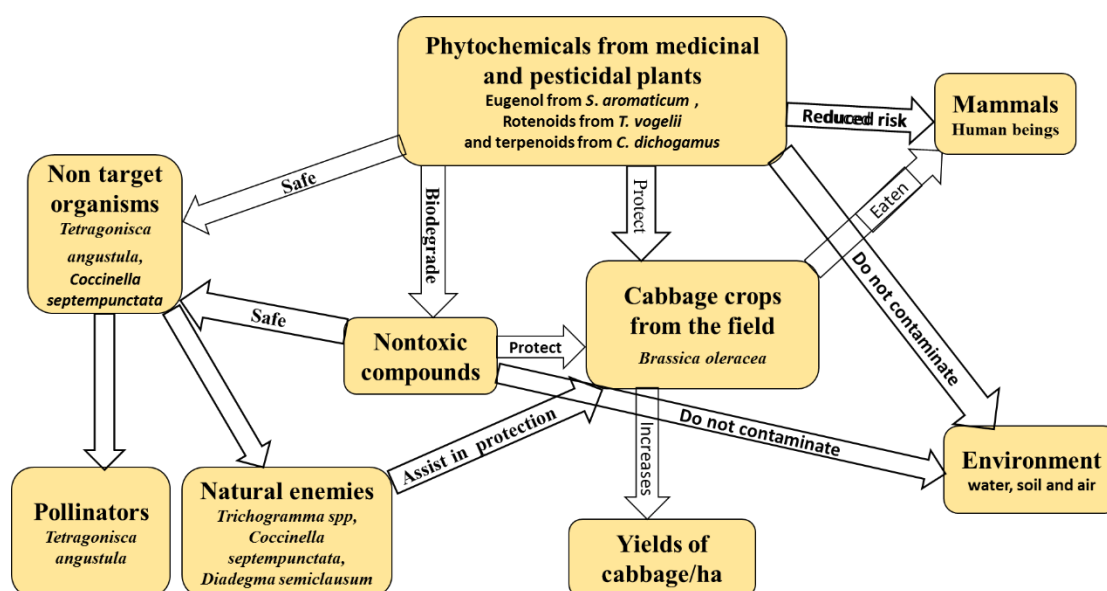 Phytochemicals from medicinal
and pesticidal plants
Eugenol from S. aromaticum ,
Rotenoids from T. vogelii
and terpenoids from C. dichogamus
Reduced risk
Mammals
Human beings
Safe
Biodegrade
Protect
Eaten
Do not contaminate
Non target
organisms
Tetragonisca
angustula,
Coccinella
septempunctata
Safe
Nontoxic
compounds
Protect
Cabbage crops
from the field
Brassica oleracea
Assist in protection
Increases
Do not contaminate
Environment
water, soil and air
Pollinators
Tetragonisca
angustula
Natural enemies
Trichogramma spp,
Coccinella
septempunctata,
Diadegma semiclausum
Yields of
cabbage/ha